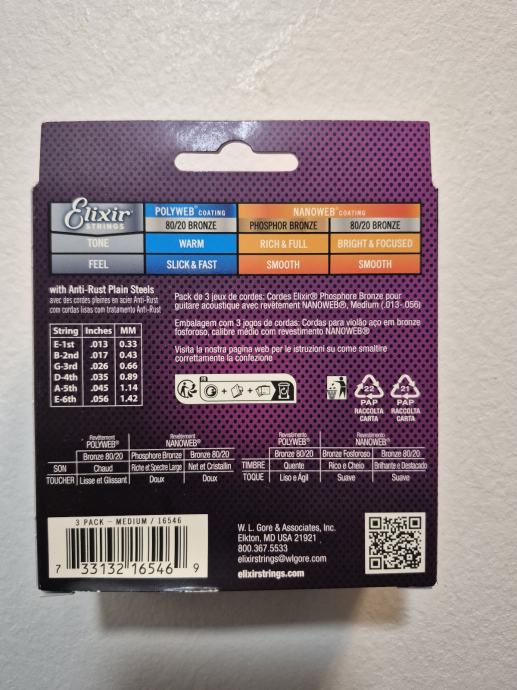 Elixir®
STRINGS
POLYWEB® COATING
NANOWEB® COATING
80/20 BRONZE
PHOSPHOR BRONZE
80/20 BRONZE
TONE
WARM
RICH & FULL
BRIGHT & FOCUSED
FEEL
SLICK & FAST
SMOOTH
SMOOTH
with Anti-Rust Plain Steels
avec des cordes pleines en acier Anti-Rust
com cordas lisas com tratamento Anti-Rust
String Inches MM
E-1st .013 0.33
B-2nd .017 0.43
G-3rd .026 0.66
D-4th .035 0.89
A-5th .045 1.14
E-6th .056 1.42
Pack de 3 jeux de cordes: Cordes Elixir® Phosphore Bronze pour
guitare acoustique avec revêtement NANOWEB®, Medium (.013-.056)
Embalagem com 3 jogos de cordas: Cordas para violão aço em bronze
fosforoso, calibre médio com revestimento NANOWEB®
Visita la nostra pagina web per le istruzioni su come smaltire
correttamente la confezione
FR
22
PAP
RACCOLTA
CARTA
21
PAP
RACCOLTA
CARTA
Revêtement
POLYWEB®
Revêtement
NANOWEB®
Bronze 80/20 Phosphore Bronze Bronze 80/20
SON Chaud Riche et Spectre Large Net et Cristallin
TOUCHER Lisse et Glissant Doux Doux
Revestimento
POLYWEB®
Revestimento
NANOWEB®
Bronze 80/20 Bronze Fosforoso Bronze 80/20
TIMBRE Quente Rico e Cheio Brilhante e Destacado
TOQUE Liso e Ágil Suave Suave
3 PACK - MEDIUM / 16546
7 33132 16546 9
W. L. Gore & Associates, Inc.
Elkton, MD USA 21921
800.367.5533
elixirstrings@wlgore.com
elixirstrings.com